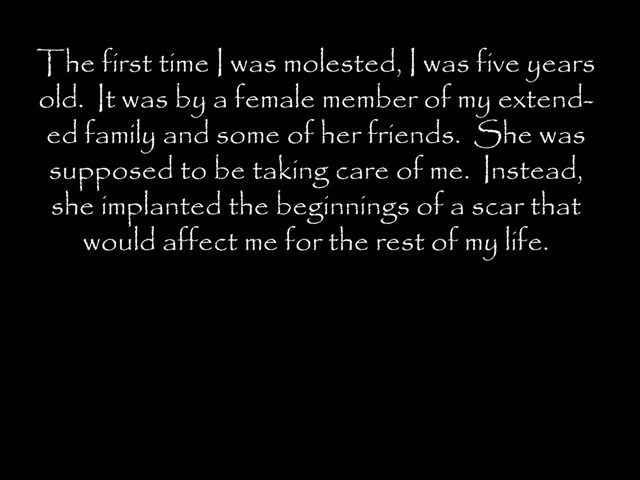 The first time I was molested, I was five years
old.  It was by a female member of my extend-
ed family and some of her friends.  She was
supposed to be taking care of me.  Instead,
she implanted the beginnings of a scar that
would affect me for the rest of my life.